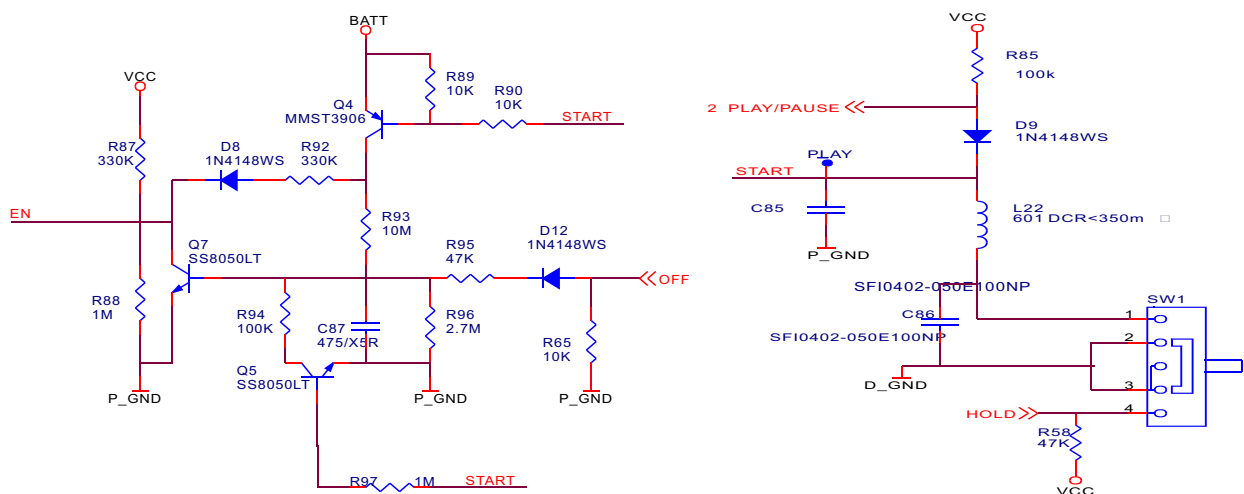 BATT
VCC
R89
10K
R90
10K
START
Q4
MMST3906
R87
330K
D8
1N4148WS
R92
330K
EN
R93
10M
Q7
SS8050LT
R95
47K
D12
1N4148WS
OFF
R88
1M
R94
100K
C87
475/X5R
R96
2.7M
R65
10K
Q5
SS8050LT
P_GND
P_GND
P_GND
R97
1M
START
VCC
R85
100k
2 PLAY/PAUSE
D9
1N4148WS
PLAY
START
C85
L22
601 DCR<350m □
P_GND
SFI0402-050E100NP
C86
SFI0402-050E100NP
SW1
1
2
3
4
D_GND
HOLD
R58
47K
VCC